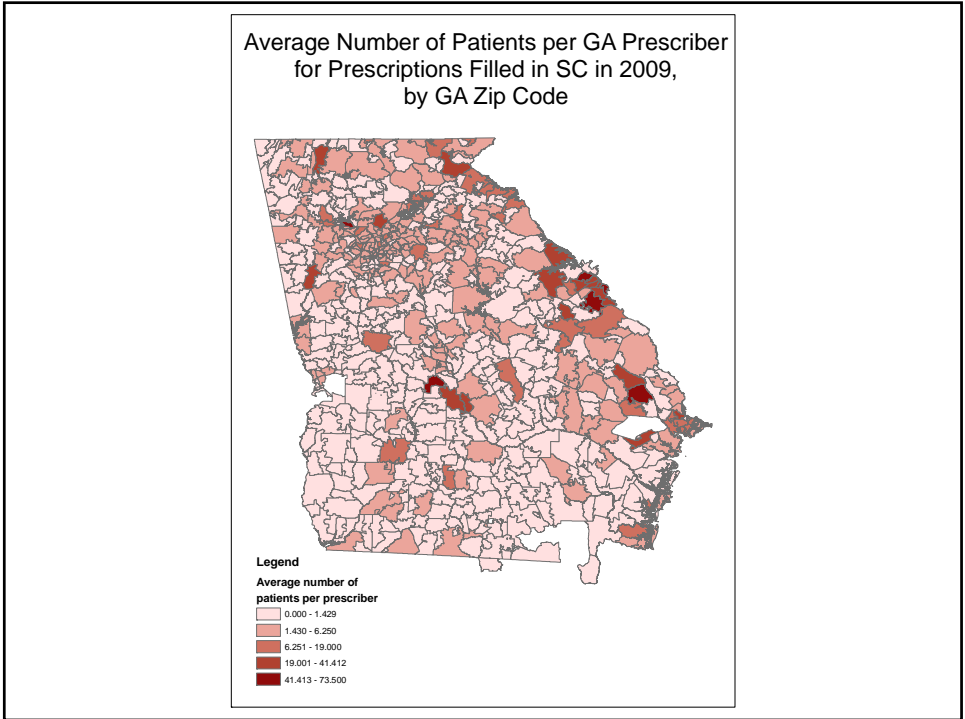 Average Number of Patients per GA Prescriber
for Prescriptions Filled in SC in 2009,
by GA Zip Code
Legend
Average number of
patients per prescriber
0.000 - 1.429
1.430 - 6.250
6.251 - 19.000
19.001 - 41.412
41.413 - 73.500